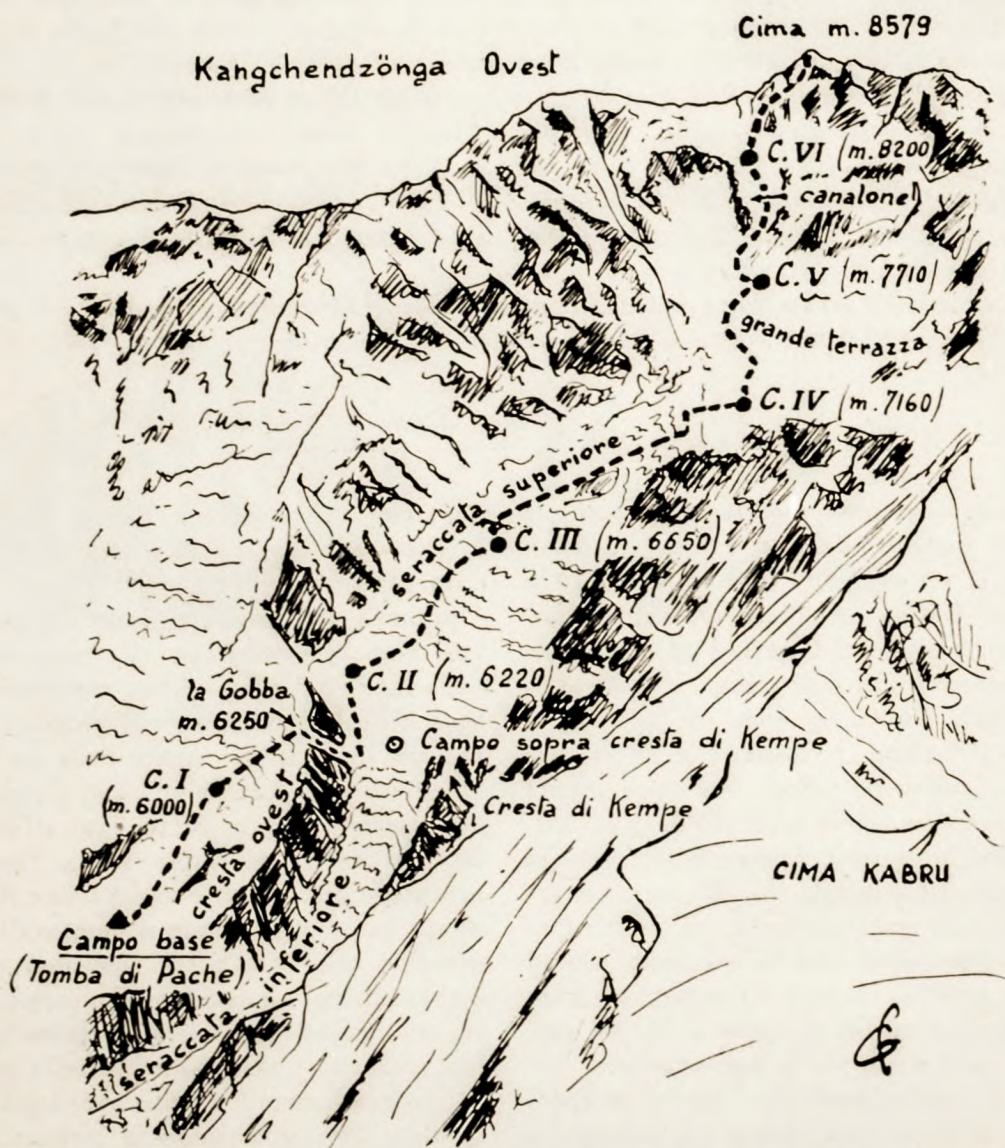 Cima m. 8579
Kangchendzönga Ovest
C. VI (m. 8200)
canalone
C. V (m. 7710)
grande terrazza
C. IV (m. 7160)
seraccata superiore
C. III (m. 6650)
C. II (m. 6220)
la Gobba
m. 6250
Campo sopra cresta di Kempe
C. I
(m. 6000)
Cresta di Kempe
cresta ovest
CIMA KABRU
Campo base
(Tomba di Pache)
seraccata inferiore